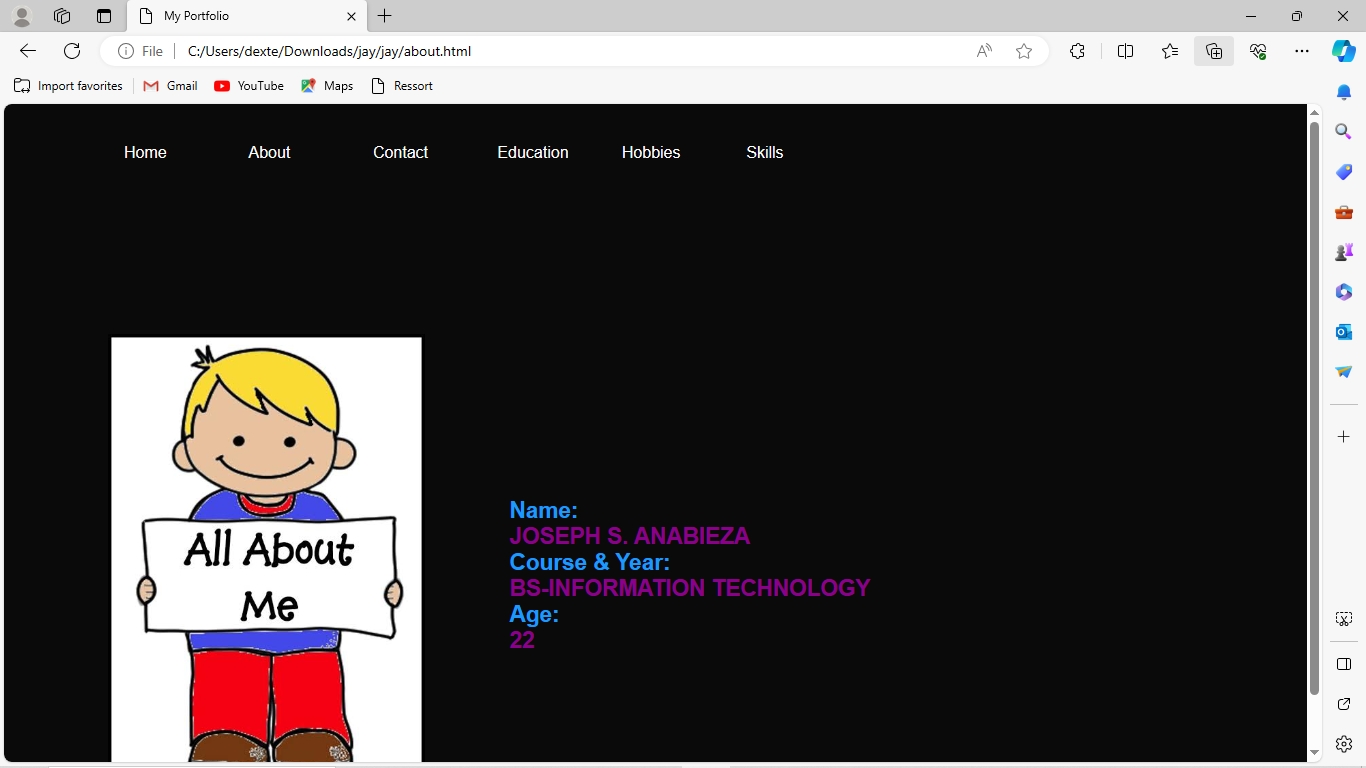 My Portfolio
File C:/Users/dexte/Downloads/jay/jay/about.html
Import favorites Gmail YouTube Maps Ressort
Home About Contact Education Hobbies Skills
All About
Me
Name:
JOSEPH S. ANABIEZA
Course & Year:
BS-INFORMATION TECHNOLOGY
Age:
22